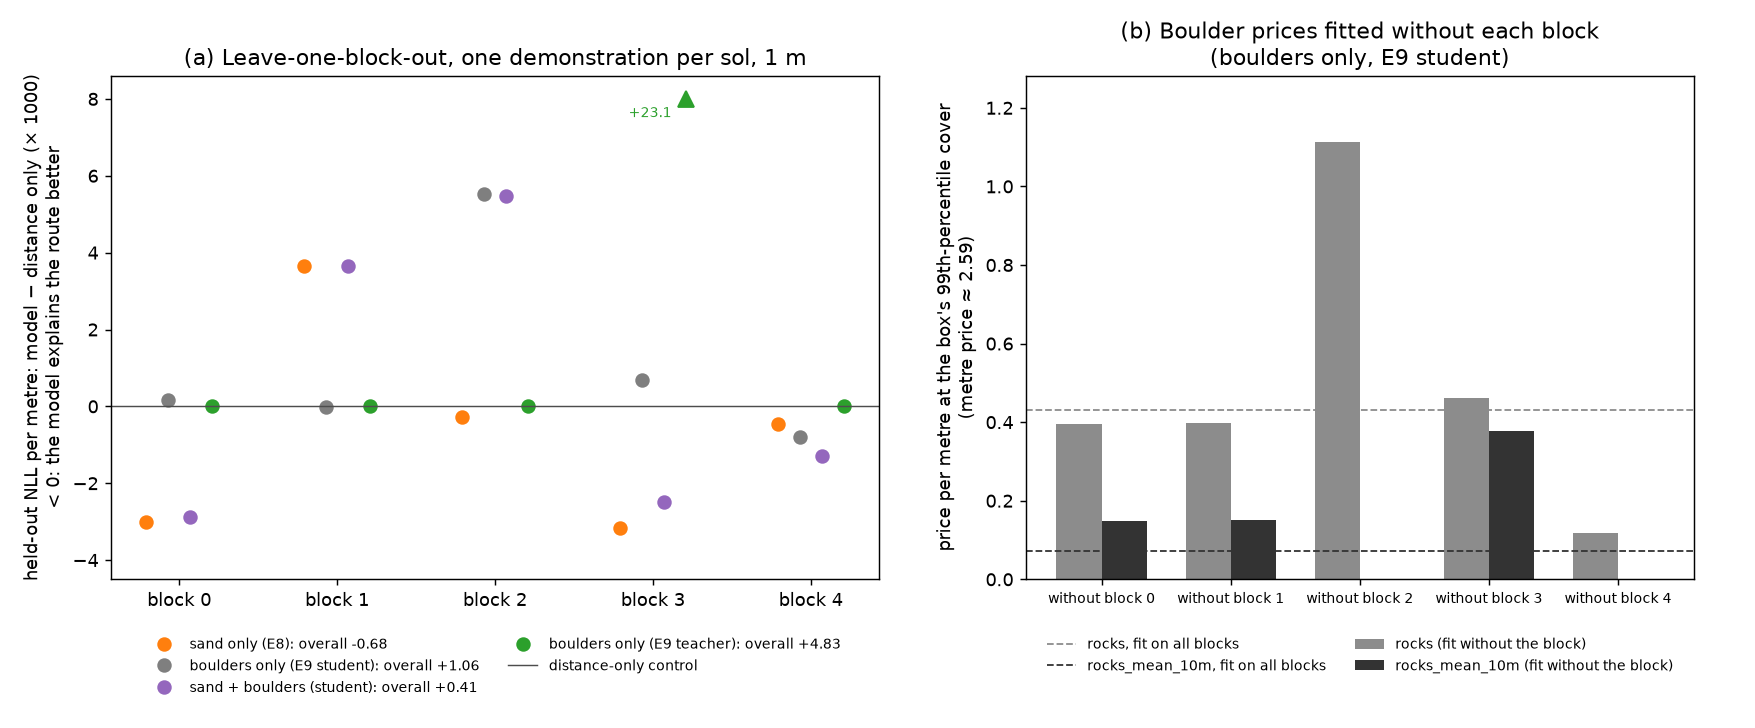 (a) Leave-one-block-out, one demonstration per sol, 1 m
held-out NLL per metre: model − distance only (× 1000)
< 0: the model explains the route better
8
6
4
2
0
−2
−4
+23.1
block 0
block 1
block 2
block 3
block 4
sand only (E8): overall -0.68
boulders only (E9 student): overall +1.06
sand + boulders (student): overall +0.41
boulders only (E9 teacher): overall +4.83
distance-only control
(b) Boulder prices fitted without each block
(boulders only, E9 student)
price per metre at the box's 99th-percentile cover
(metre price ≈ 2.59)
1.2
1.0
0.8
0.6
0.4
0.2
0.0
without block 0
without block 1
without block 2
without block 3
without block 4
rocks, fit on all blocks
rocks_mean_10m, fit on all blocks
rocks (fit without the block)
rocks_mean_10m (fit without the block)